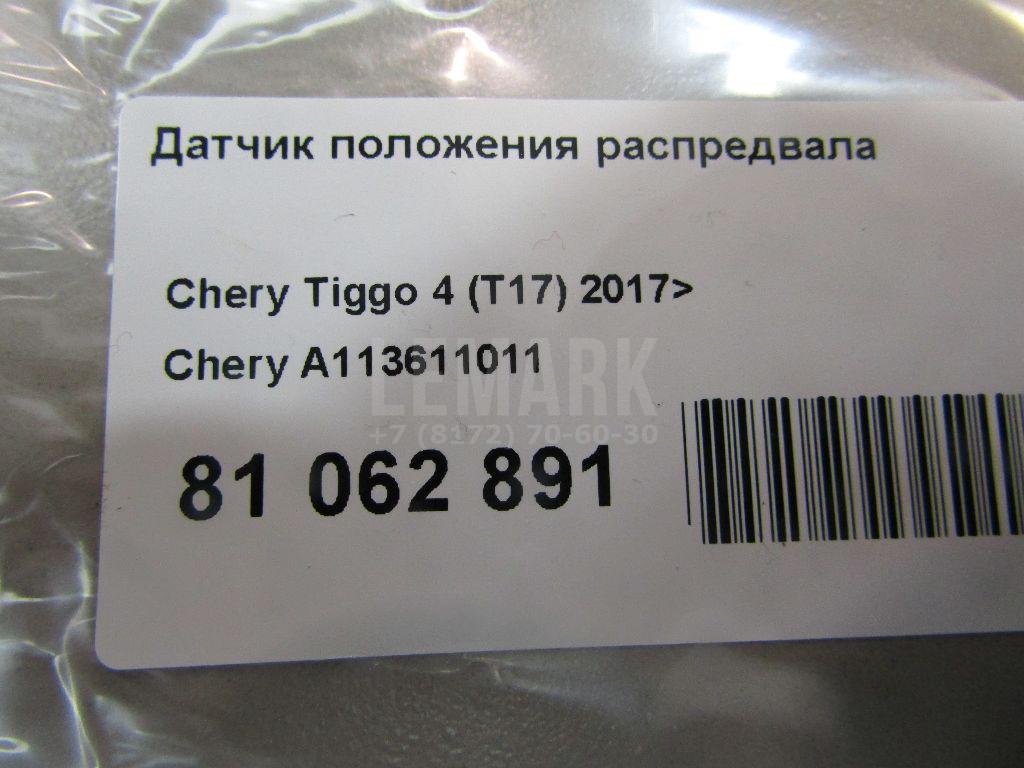 Датчик положения распредвала
Chery Tiggo 4 (T17) 2017>
Chery A113611011
LEMARK
+7 (8172) 70-60-30
81 062 891